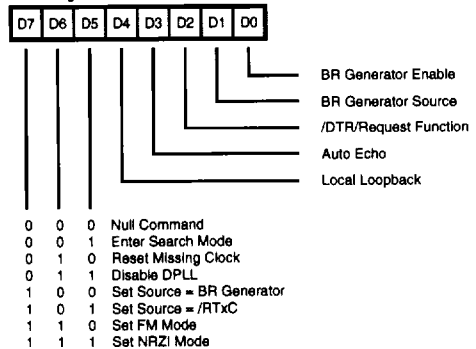 D7 D6 D5 D4 D3 D2 D1 D0
BR Generator Enable
BR Generator Source
/DTR/Request Function
Auto Echo
Local Loopback
0 0 0 Null Command
0 0 1 Enter Search Mode
0 1 0 Reset Missing Clock
0 1 1 Disable DPLL
1 0 0 Set Source = BR Generator
1 0 1 Set Source = /RTxC
1 1 0 Set FM Mode
1 1 1 Set NRZI Mode